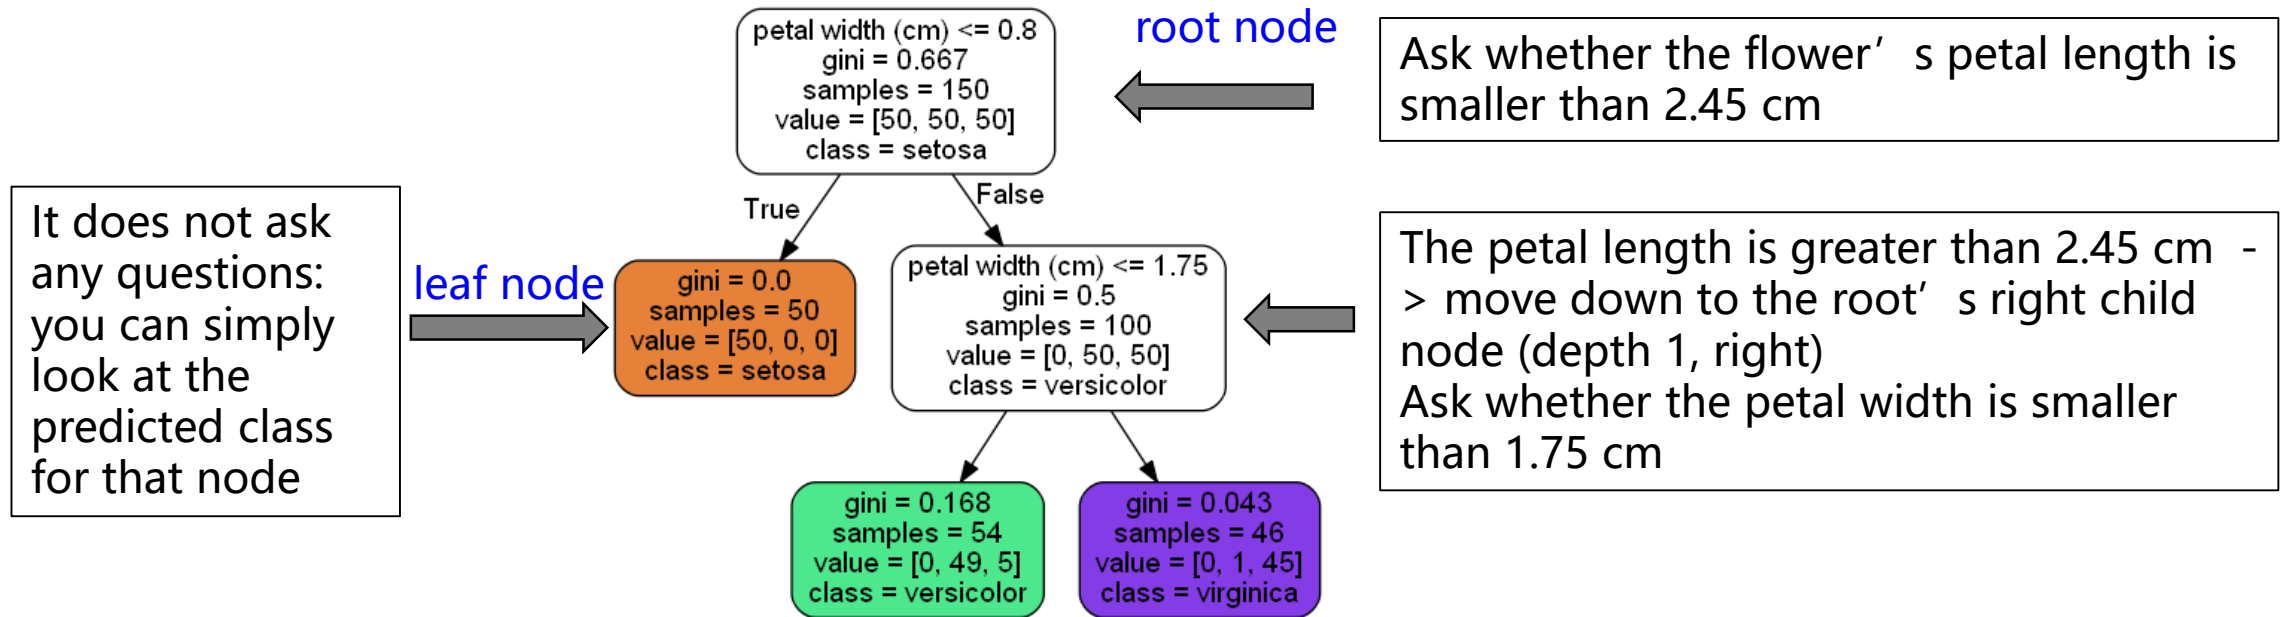 petal width (cm) <= 0.8
gini = 0.667
samples = 150
value = [50, 50, 50]
class = setosa
root node
Ask whether the flower’s petal length is
smaller than 2.45 cm
True
False
It does not ask
any questions:
you can simply
look at the
predicted class
for that node
leaf node
gini = 0.0
samples = 50
value = [50, 0, 0]
class = setosa
petal width (cm) <= 1.75
gini = 0.5
samples = 100
value = [0, 50, 50]
class = versicolor
The petal length is greater than 2.45 cm -
> move down to the root’s right child
node (depth 1, right)
Ask whether the petal width is smaller
than 1.75 cm
gini = 0.168
samples = 54
value = [0, 49, 5]
class = versicolor
gini = 0.043
samples = 46
value = [0, 1, 45]
class = virginica